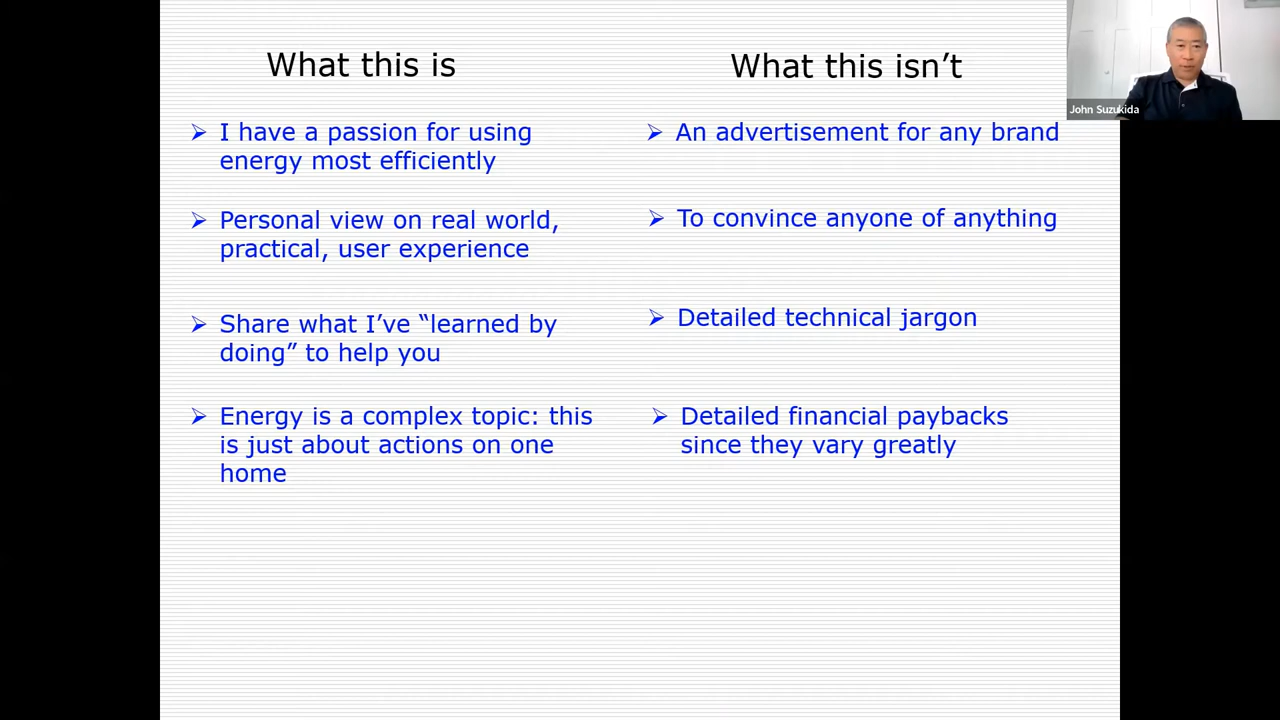 What this is
I have a passion for using
energy most efficiently
Personal view on real world,
practical, user experience
Share what I’ve “learned by
doing” to help you
Energy is a complex topic: this
is just about actions on one
home
What this isn’t
An advertisement for any brand
To convince anyone of anything
Detailed technical jargon
Detailed financial paybacks
since they vary greatly
John Suzukida